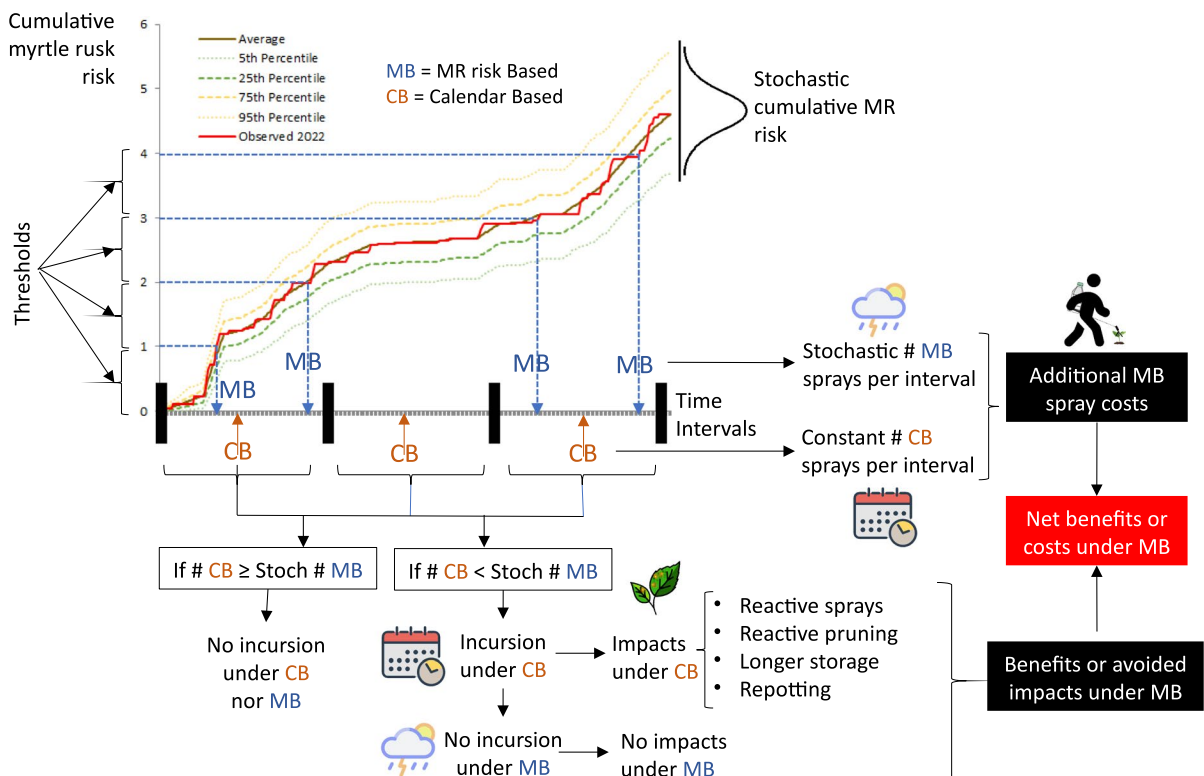 Cumulative
myrtle rusk
risk
6
5
4
3
2
1
0
Average
5th Percentile
25th Percentile
75th Percentile
95th Percentile
Observed 2022
MB = MR risk Based
CB = Calendar Based
Stochastic
cumulative MR
risk
Thresholds
MB
MB
MB
MB
CB
CB
CB
Time
Intervals
Stochastic # MB
sprays per interval
Constant # CB
sprays per interval
Additional MB
spray costs
Net benefits or
costs under MB
Benefits or avoided
impacts under MB
If # CB ≥ Stoch # MB
If # CB < Stoch # MB
No incursion
under CB
nor MB
Incursion
under CB
Impacts
under CB
• Reactive sprays
• Reactive pruning
• Longer storage
• Repotting
No incursion
under MB
No impacts
under MB